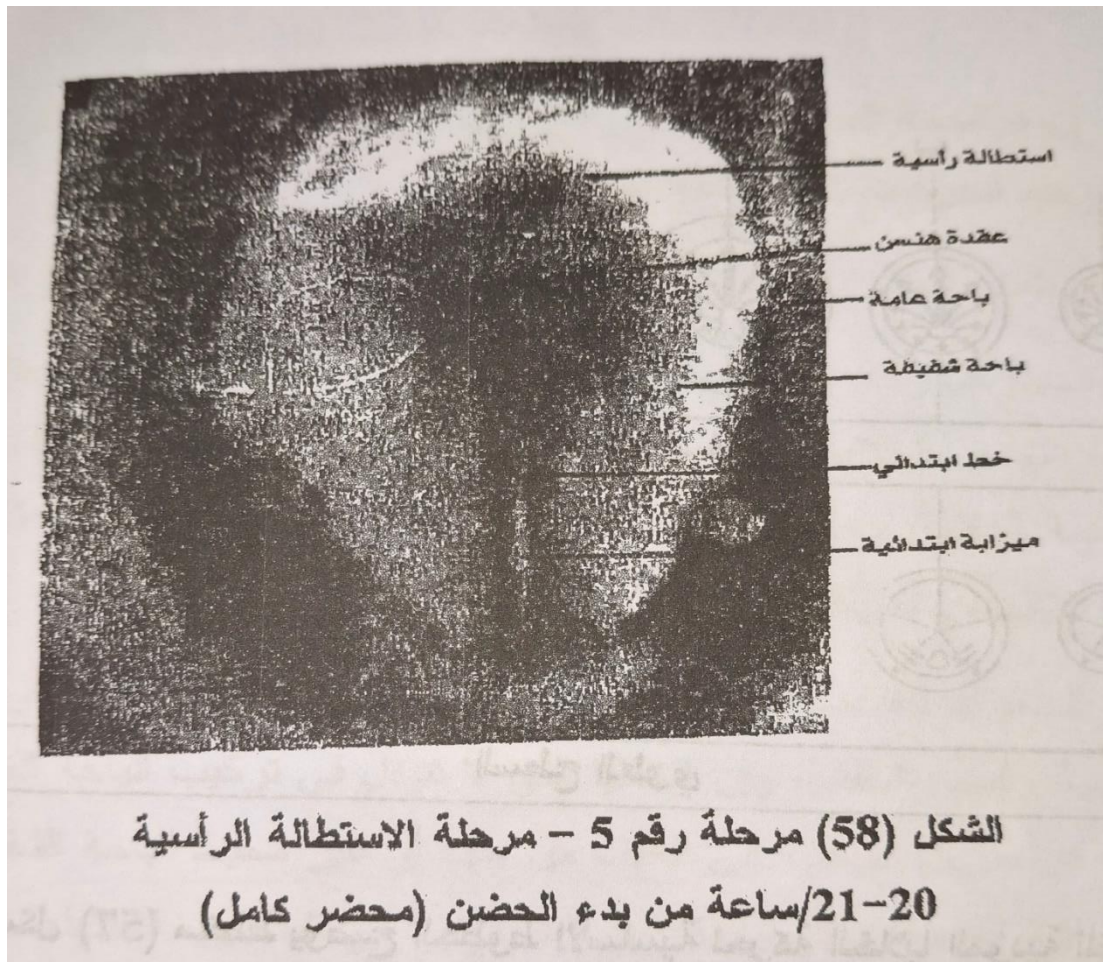 استطالة رأسية
عقدة هنسن
باحة عامة
باحة شفيفة
خط ابتدائي
ميزابة ابتدائية
الشكل (58) مرحلة رقم 5 – مرحلة الاستطالة الرأسية
20–21/ساعة من بدء الحضن (محضر كامل)